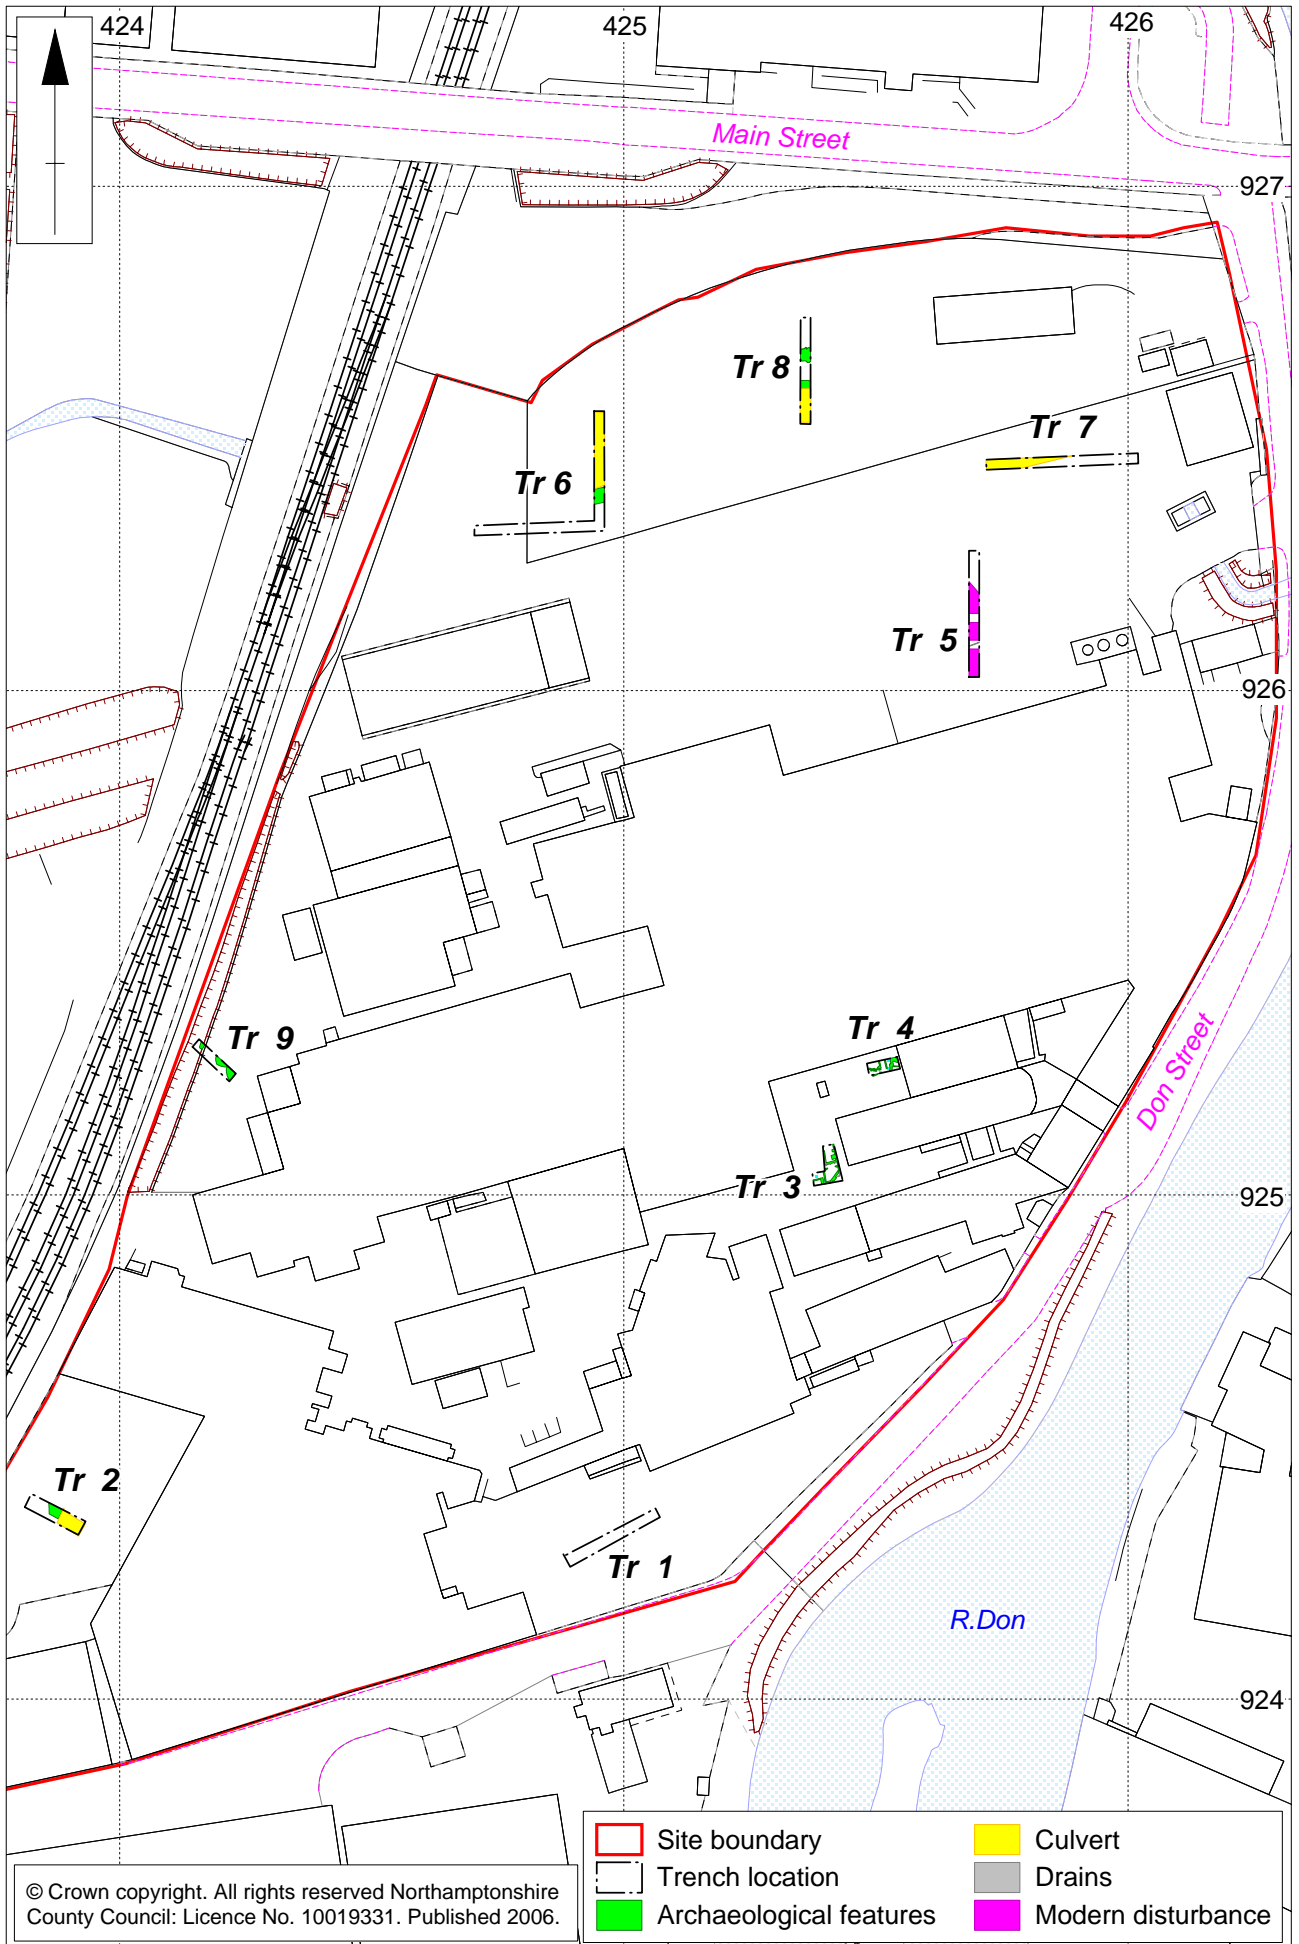 424
425
426
Main Street
927
Tr 8
Tr 7
Tr 6
Tr 5
926
Tr 9
Tr 4
Don Street
Tr 3
925
Tr 2
Tr 1
R.Don
924
Site boundary
Trench location
Archaeological features
Culvert
Drains
Modern disturbance
© Crown copyright. All rights reserved Northamptonshire
County Council: Licence No. 10019331. Published 2006.